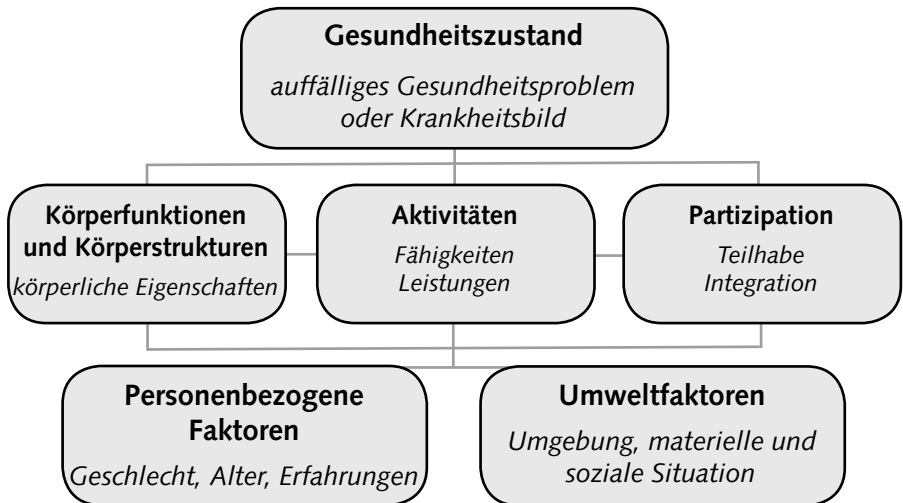 Gesundheitszustand
auffälliges Gesundheitsproblem
oder Krankheitsbild
Körperfunktionen
und Körperstrukturen
körperliche Eigenschaften
Aktivitäten
Fähigkeiten
Leistungen
Partizipation
Teilhabe
Integration
Personenbezogene
Faktoren
Geschlecht, Alter, Erfahrungen
Umweltfaktoren
Umgebung, materielle und
soziale Situation